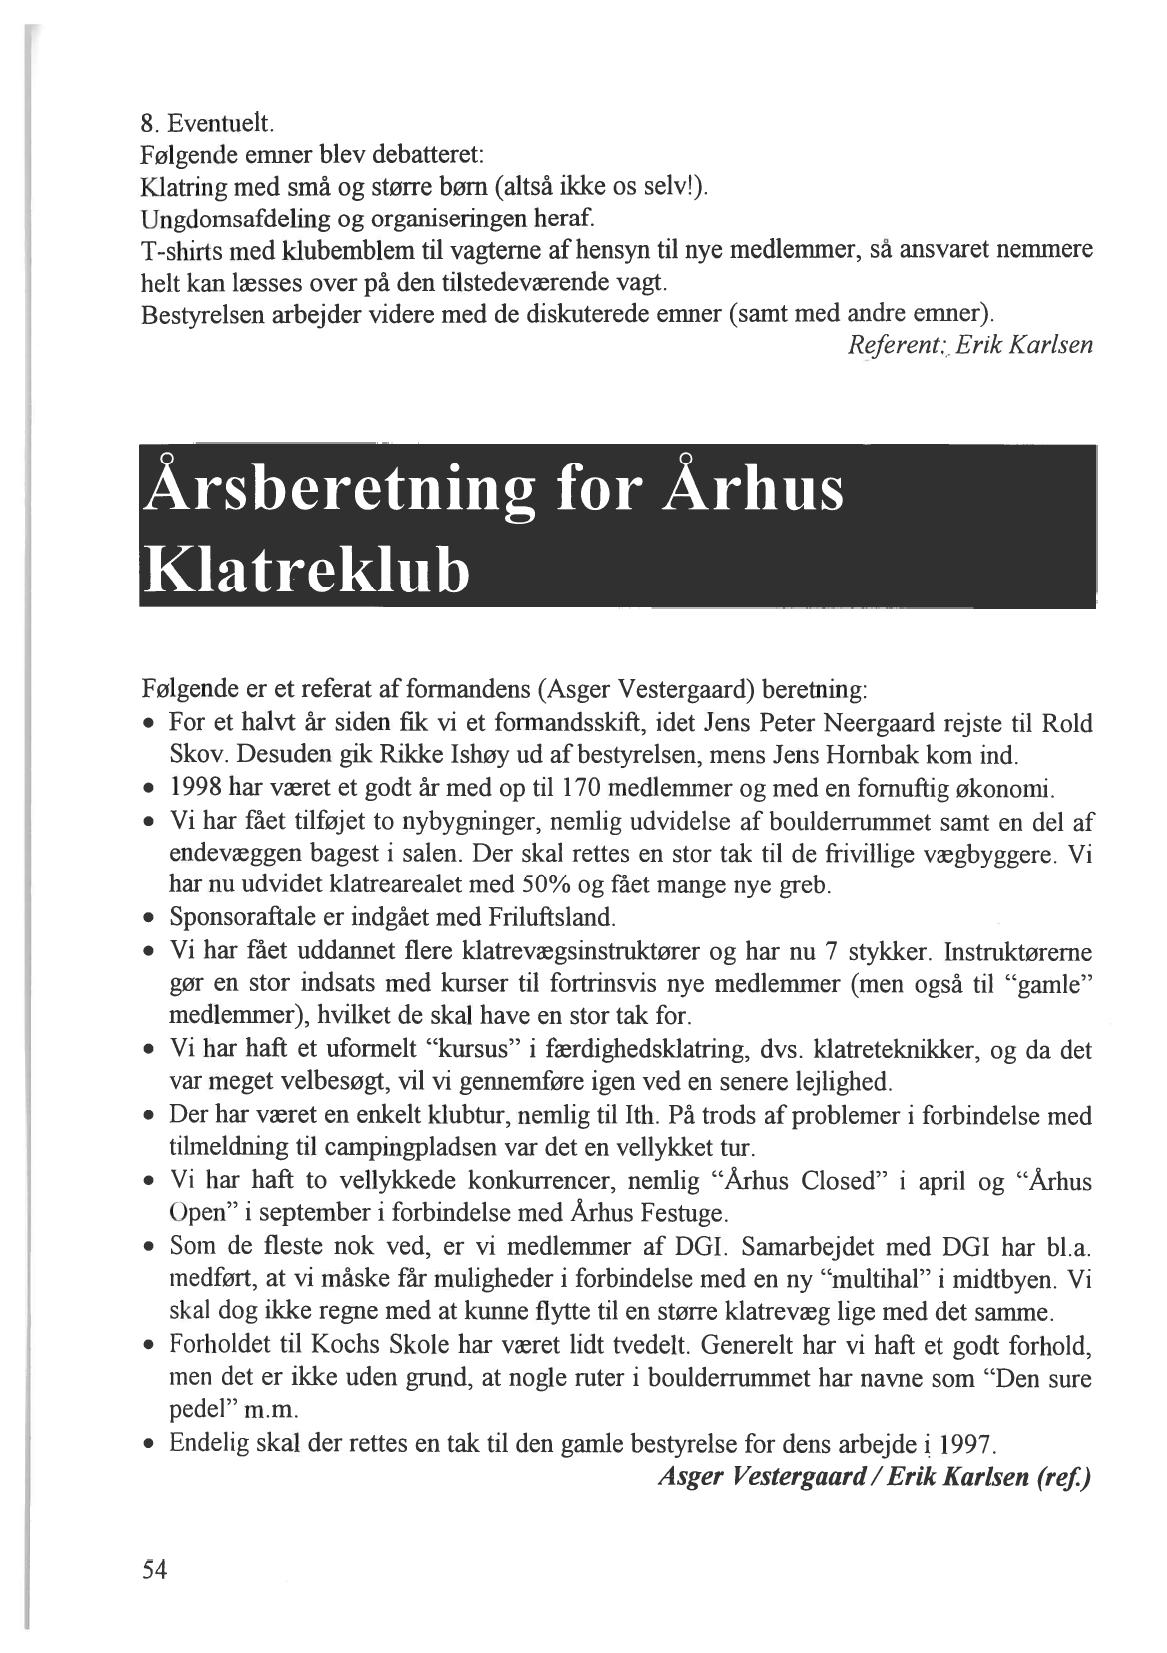 8. Eventuelt.
Følgende emner blev debatteret:
Klatring med små og større børn (altså ikke os selv!).
Ungdomsafdeling og organiseringen heraf.
T-shirts med klubemblem til vagterne af hensyn til nye medlemmer, så ansvaret nemmere
helt kan læsses over på den tilstedeværende vagt.
Bestyrelsen arbejder videre med de diskuterede emner (samt med andre emner).
Referent: Erik Karlsen
Årsberetning for Århus
Klatreklub
Følgende er et referat af formandens (Asger Vestergaard) beretning:
• For et halvt år siden fik vi et formandsskift, idet Jens Peter Neergaard rejste til Rold
Skov. Desuden gik Rikke Ishøy ud af bestyrelsen, mens Jens Hornbak kom ind.
• 1998 har været et godt år med op til 170 medlemmer og med en fornuftig økonomi.
• Vi har fået tilføjet to nybygninger, nemlig udvidelse af boulderrummet samt en del af
endevæggen bagest i salen. Der skal rettes en stor tak til de frivillige vægbyggere. Vi
har nu udvidet klatrearealet med 50% og fået mange nye greb.
• Sponsoraftale er indgået med Friluftsland.
• Vi har fået uddannet flere klatrevægsinstruktører og har nu 7 stykker. Instruktørerne
gør en stor indsats med kurser til fortrinsvis nye medlemmer (men også til “gamle”
medlemmer), hvilket de skal have en stor tak for.
• Vi har haft et uformelt “kursus” i færdighedsklatring, dvs. klatreteknikker, og da det
var meget velbesøgt, vil vi gennemføre igen ved en senere lejlighed.
• Der har været en enkelt klubtur, nemlig til Ith. På trods af problemer i forbindelse med
tilmeldning til campingpladsen var det en vellykket tur.
• Vi har haft to vellykkede konkurrencer, nemlig “Århus Closed” i april og “Århus
Open” i september i forbindelse med Århus Festuge.
• Som de fleste nok ved, er vi medlemmer af DGI. Samarbejdet med DGI har bl.a.
medført, at vi måske får muligheder i forbindelse med en ny “multihal” i midtbyen. Vi
skal dog ikke regne med at kunne flytte til en større klatrevæg lige med det samme.
• Forholdet til Kochs Skole har været lidt tvedelt. Generelt har vi haft et godt forhold,
men det er ikke uden grund, at nogle ruter i boulderrummet har navne som “Den sure
pedel” m.m.
• Endelig skal der rettes en tak til den gamle bestyrelse for dens arbejde i 1997.
Asger Vestergaard / Erik Karlsen (ref.)
54